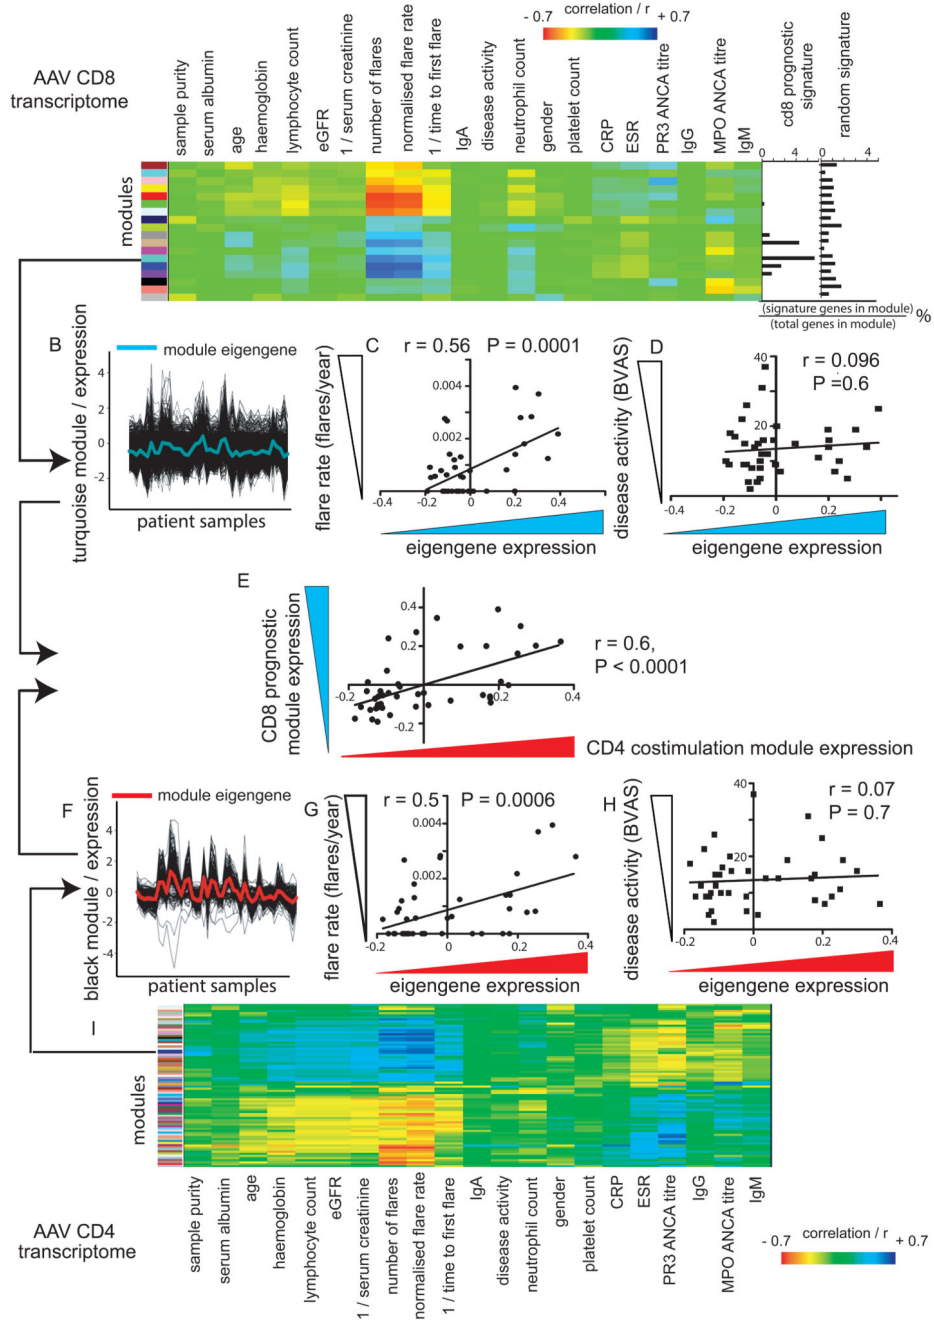 correlation / r
- 0.7
+ 0.7
AAV CD8
transcriptome
sample purity
serum albumin
age
haemoglobin
lymphocyte count
eGFR
1 / serum creatinine
number of flares
normalised flare rate
1 / time to first flare
IgA
disease activity
neutrophil count
gender
platelet count
CRP
ESR
PR3 ANCA titre
IgG
MPO ANCA titre
IgM
cd8 prognostic
signature
random signature
0 4 0 4
modules
(signature genes in module)
(total genes in module)
%
B
module eigengene
turquoise module / expression
4
2
0
-2
patient samples
C
r = 0.56 P = 0.0001
flare rate (flares/year)
0.004
0.002
-0.4 -0.2 0 0.2 0.4
eigengene expression
D
disease activity (BVAS)
r = 0.096
P =0.6
40
20
-0.4 -0.2 0 0.2
eigengene expression
E
CD8 prognostic
module expression
0.4
0.2
-0.2 0.2 0.4
-0.2
r = 0.6,
P < 0.0001
CD4 costimulation module expression
F
module eigengene
black module / expression
4
2
0
-2
-4
patient samples
G
r = 0.5 P = 0.0006
flare rate (flares/year)
0.004
0.002
-0.2 0 0.2 0.4
eigengene expression
H
disease activity (BVAS)
r = 0.07
P = 0.7
40
20
10
-0.2 0 0.2 0.4
eigengene expression
I
modules
sample purity
serum albumin
age
haemoglobin
lymphocyte count
eGFR
1 / serum creatinine
number of flares
normalised flare rate
1 / time to first flare
IgA
disease activity
neutrophil count
gender
platelet count
CRP
ESR
PR3 ANCA titre
IgG
MPO ANCA titre
IgM
AAV CD4
transcriptome
correlation / r
- 0.7
+ 0.7